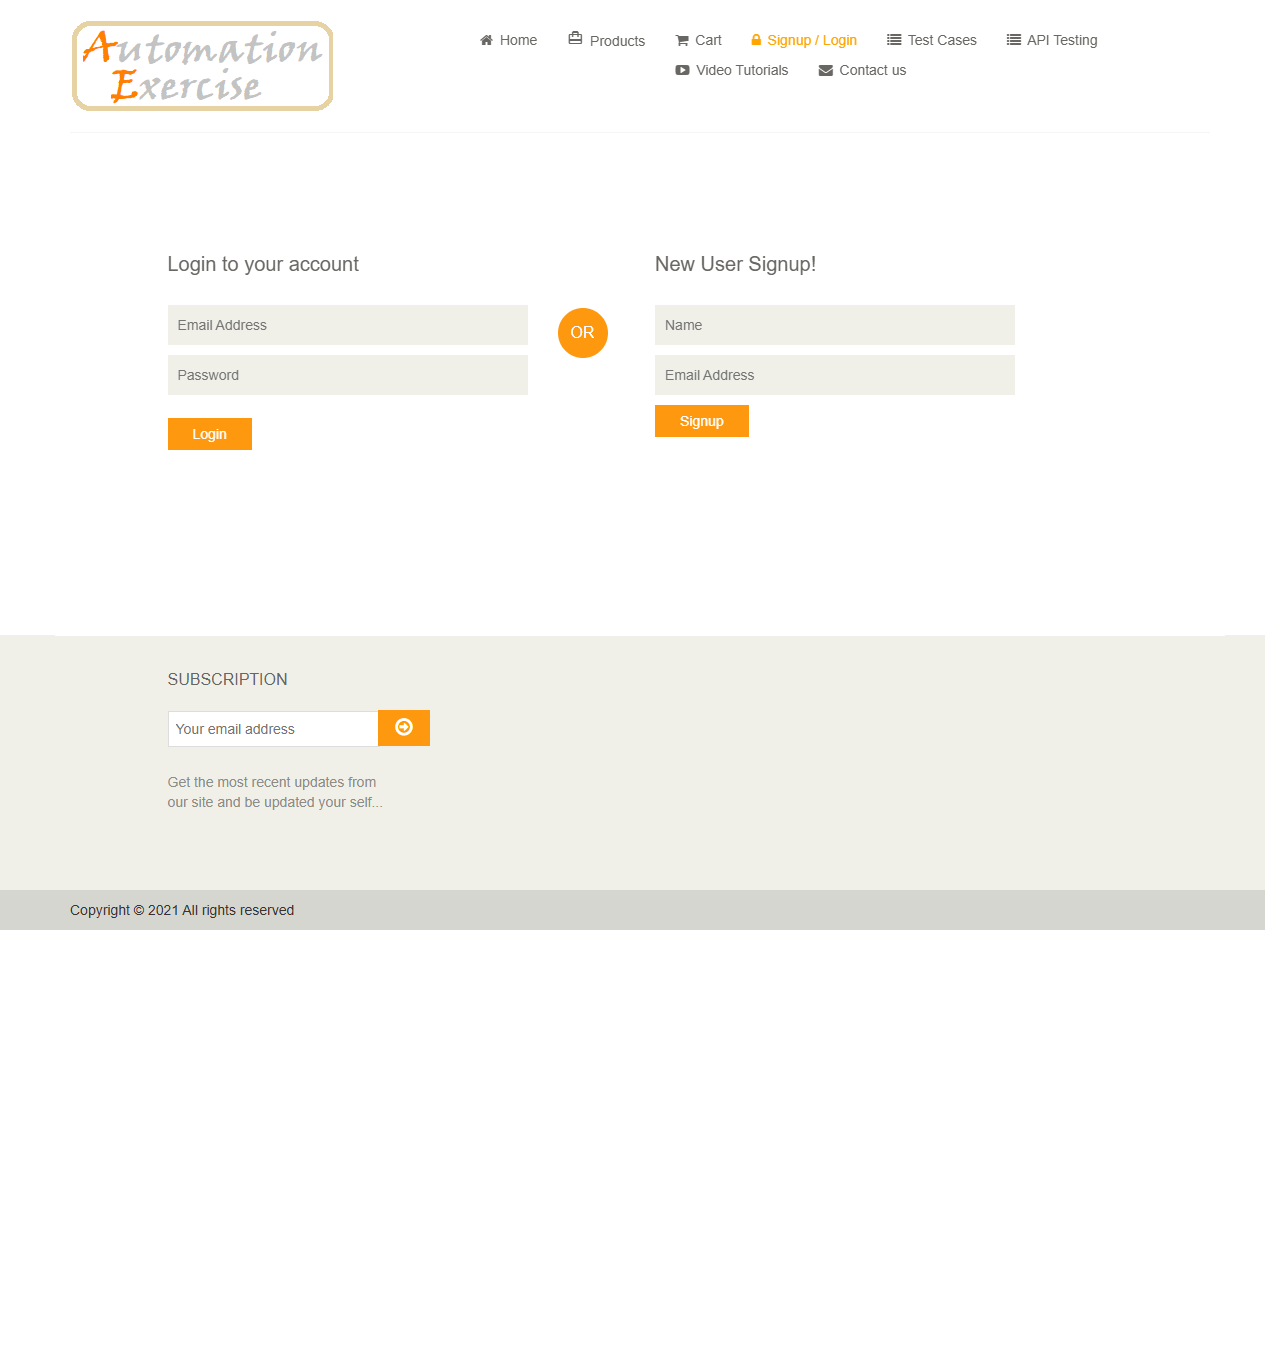 Automation
Exercise
Home Products Cart Signup / Login Test Cases API Testing
Video Tutorials Contact us
Login to your account
Email Address
Password
Login
OR
New User Signup!
Name
Email Address
Signup
SUBSCRIPTION
Your email address
Get the most recent updates from
our site and be updated your self...
Copyright © 2021 All rights reserved